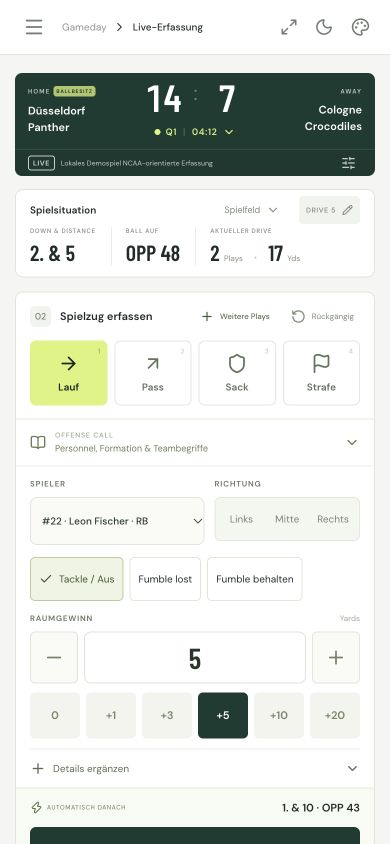 Gameday > Live-Erfassung
HOME BALLBESITZ
Düsseldorf
Panther
14 : 7
Q1 | 04:12
AWAY
Cologne
Crocodiles
LIVE Lokales Demospiel NCAA-orientierte Erfassung
Spielsituation Spielfeld DRIVE 5
DOWN & DISTANCE BALL AUF AKTUELLER DRIVE
2. & 5 OPP 48 2 Plays · 17 Yds
02 Spielzug erfassen + Weitere Plays Rückgängig
1 2 3 4
Lauf Pass Sack Strafe
OFFENSE CALL
Personnel, Formation & Teambegriffe
SPIELER RICHTUNG
#22 · Leon Fischer · RB Links Mitte Rechts
Tackle / Aus Fumble lost Fumble behalten
RAUMGEWINN Yards
− 5 +
0 +1 +3 +5 +10 +20
+ Details ergänzen
AUTOMATISCH DANACH 1. & 10 · OPP 43